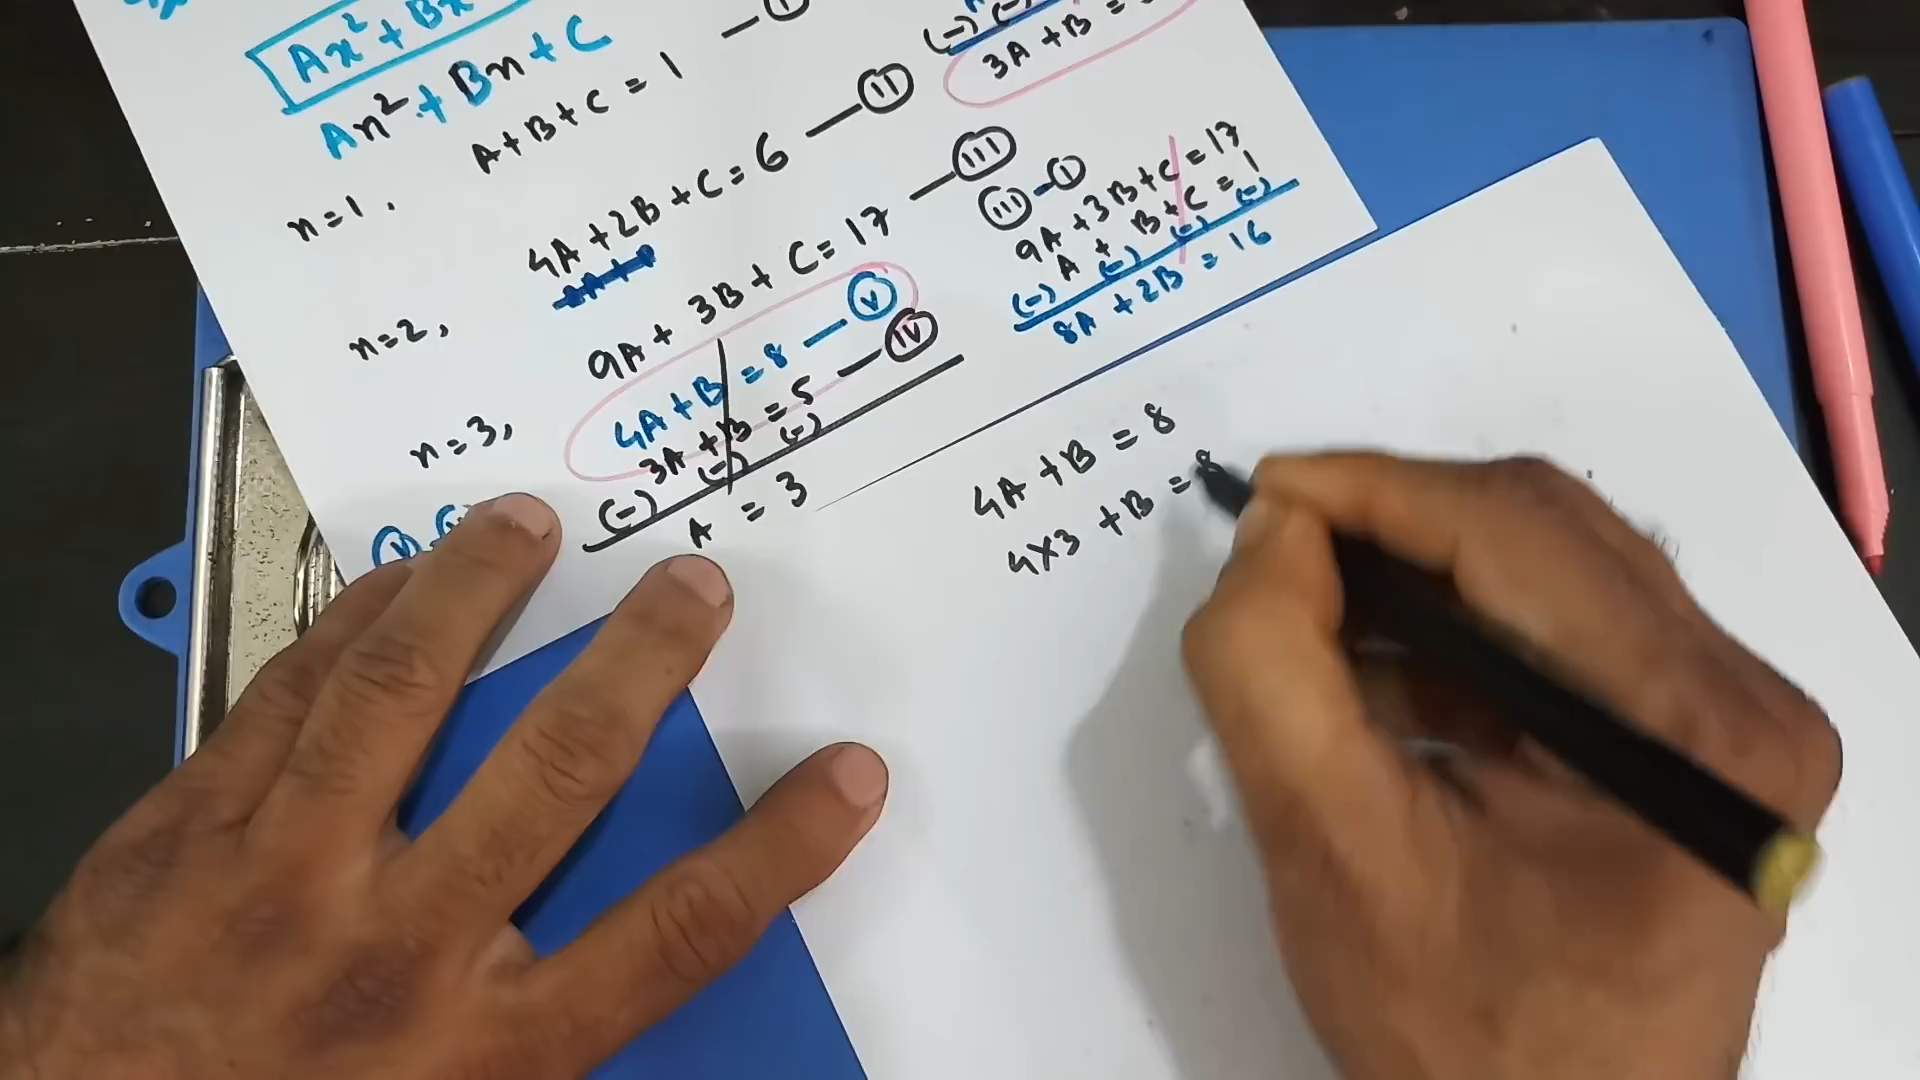 Ax² + Bx
An² + Bn + C
n=1, A+B+C = 1 — I
n=2, 4A + 2B + C = 6 — II
n=3, 9A + 3B + C = 17 — III
4A + B = 8 — V
3A + B = 5 — IV
(-) (-) (-)
A = 3
V
(-) (-)
3A + B =
III - I
9A + 3B + C = 17
A + B + C = 1
(-) (-) (-) (-)
8A + 2B = 16
4A + B = 8
4×3 + B = 8